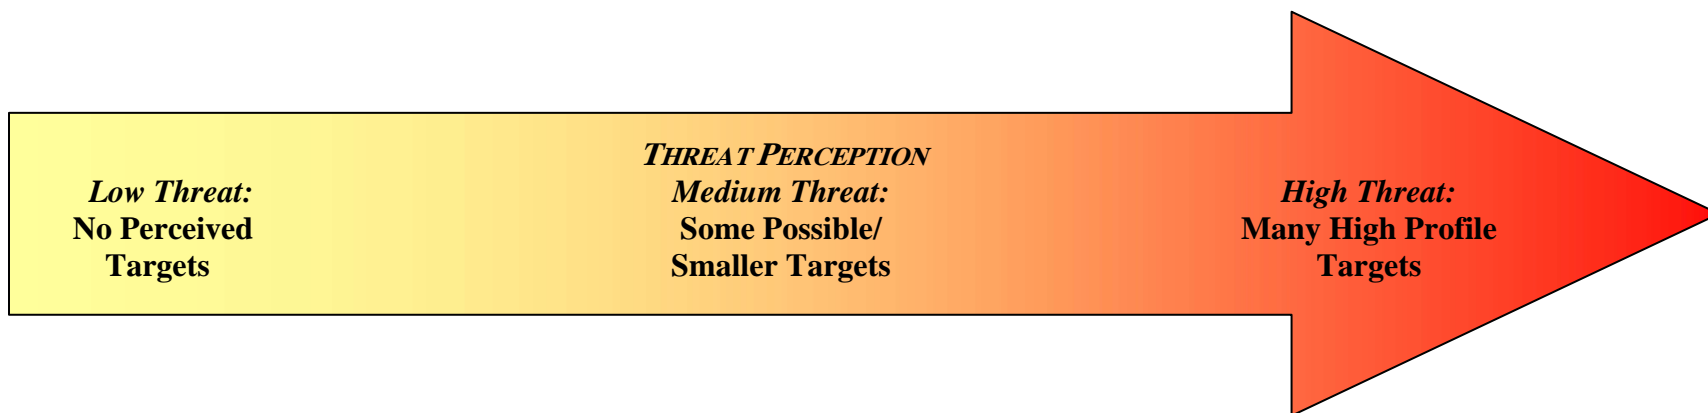 THREAT PERCEPTION
Low Threat:
No Perceived
Targets
Medium Threat:
Some Possible/
Smaller Targets
High Threat:
Many High Profile
Targets